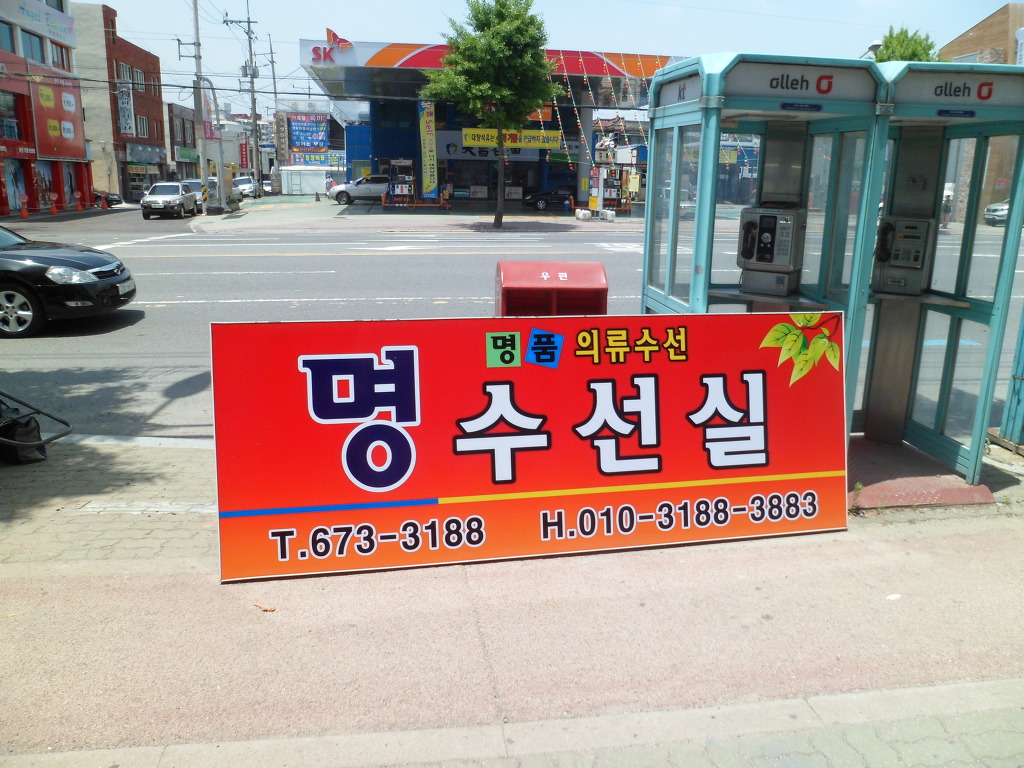 SK
olleh
olleh
Self
우편
명품 의류수선
명 수선실
T.673-3188
H.010-3188-3883